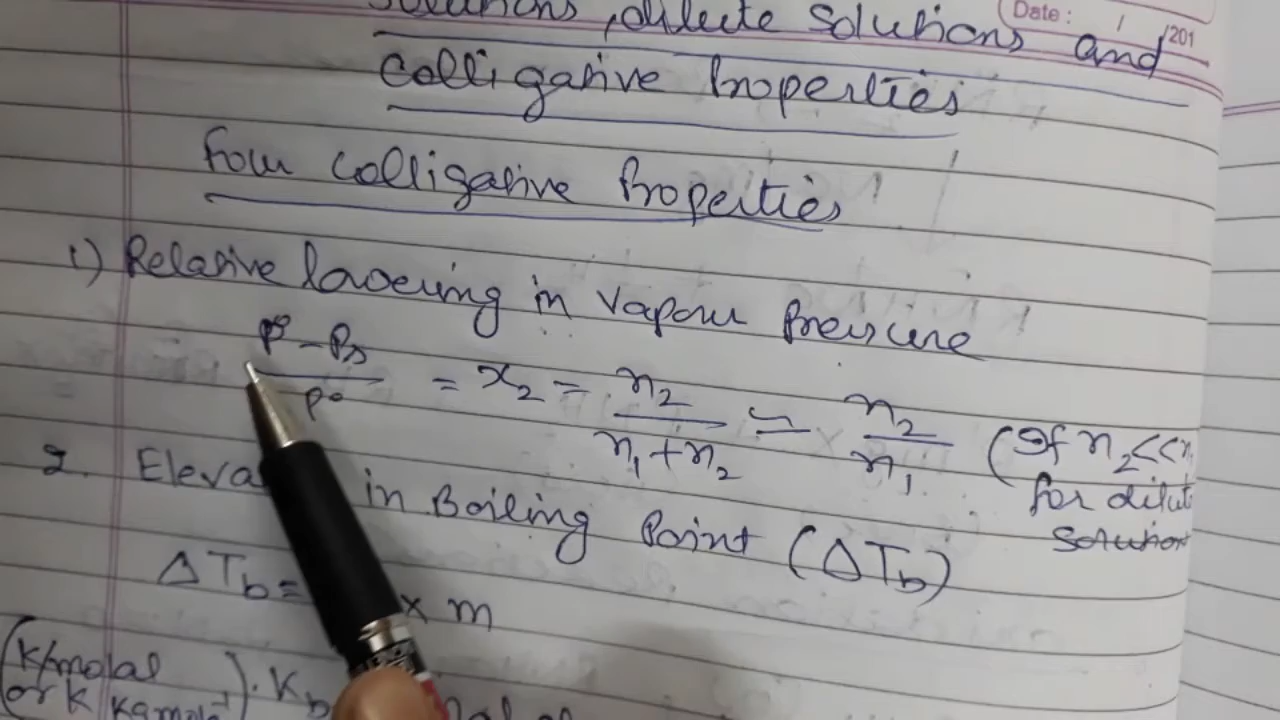 Solutions, dilute solutions and
Date: / /201
Colligative Properties
Four Colligative Properties
1) Relative lowering in vapour Pressure
P° - Ps / P° = x2 = n2 / n1 + n2 ≃ n2 / n1 (If n2 <<
for dilute
solution
2. Eleva in Boiling Point (ΔTb)
ΔTb = × m
(K/molal
or K kg mol-1). Kb